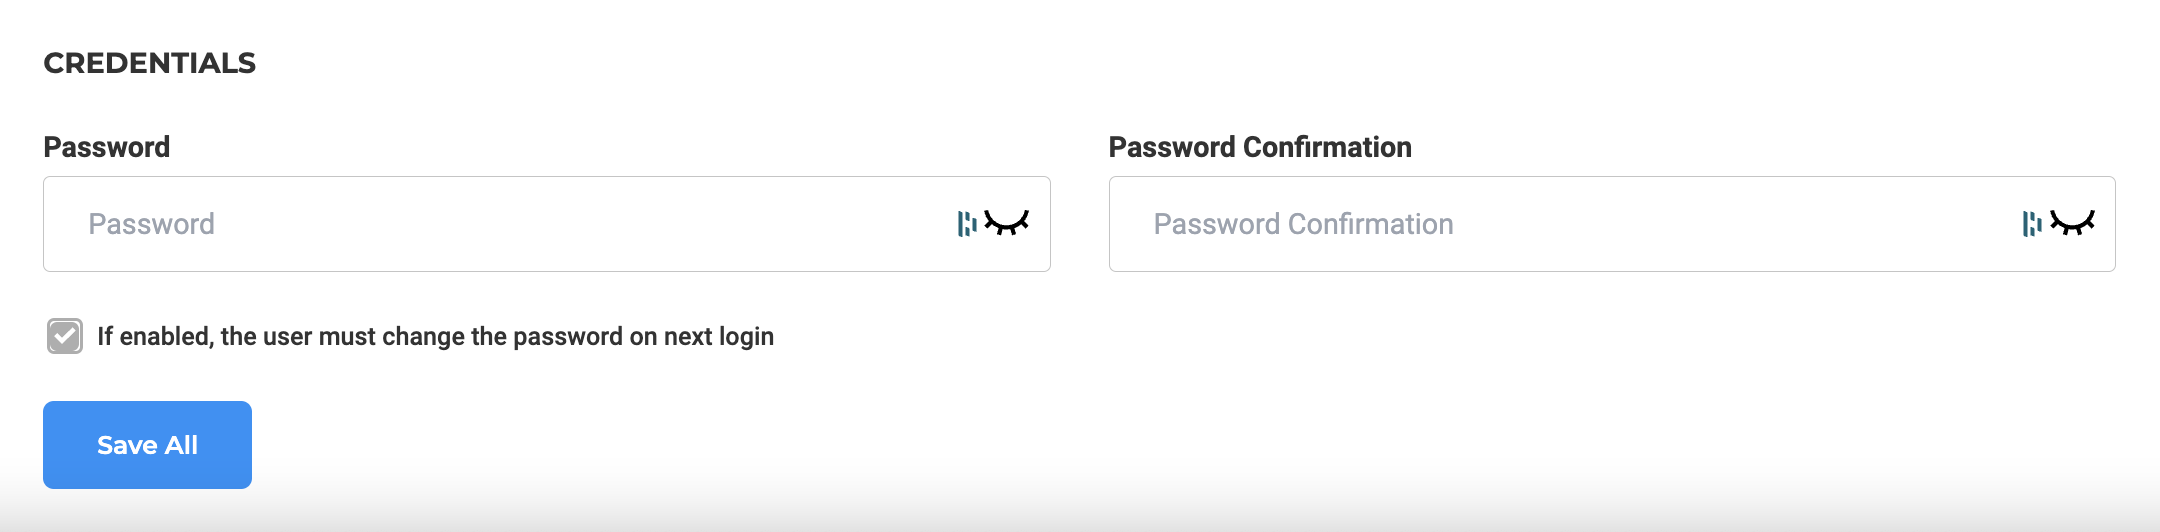 CREDENTIALS
Password
Password Confirmation
Password
Password Confirmation
If enabled, the user must change the password on next login
Save All